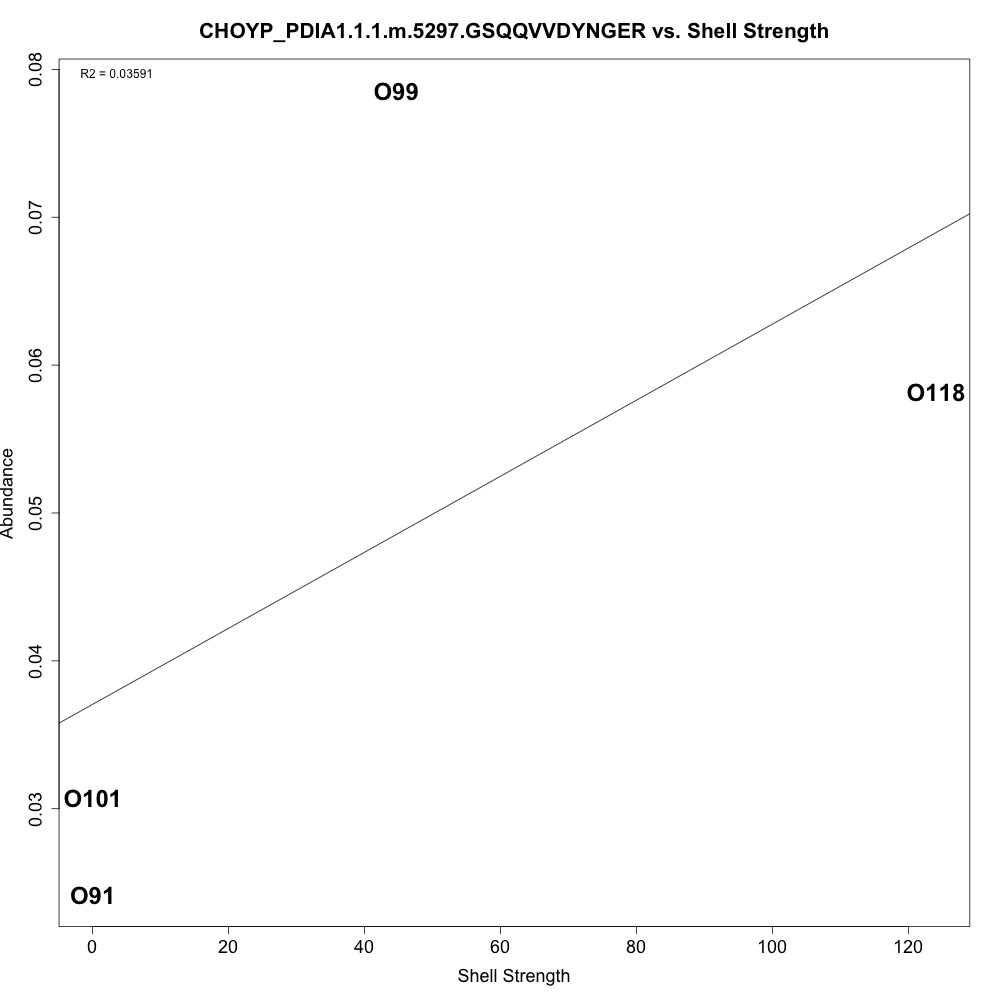 CHOYP_PDIA1.1.1.m.5297.GSQQVVDYNGER vs. Shell Strength
R2 = 0.03591
O99
O118
O101
O91
Abundance
0.08
0.07
0.06
0.05
0.04
0.03
0 20 40 60 80 100 120
Shell Strength